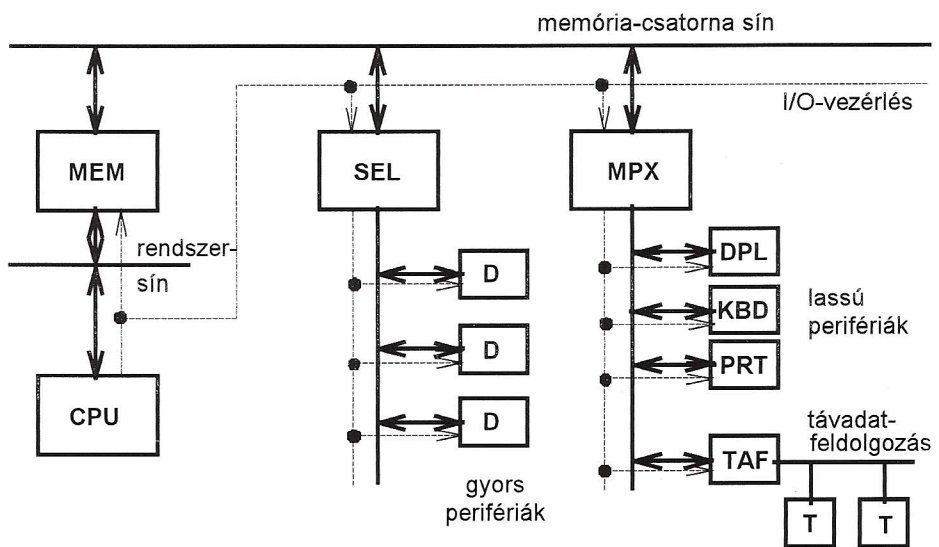 memória-csatorna sín
I/O-vezérlés
MEM
SEL
MPX
rendszer-
sín
CPU
D
D
D
gyors
perifériák
DPL
KBD
PRT
TAF
lassú
perifériák
távadat-
feldolgozás
T
T